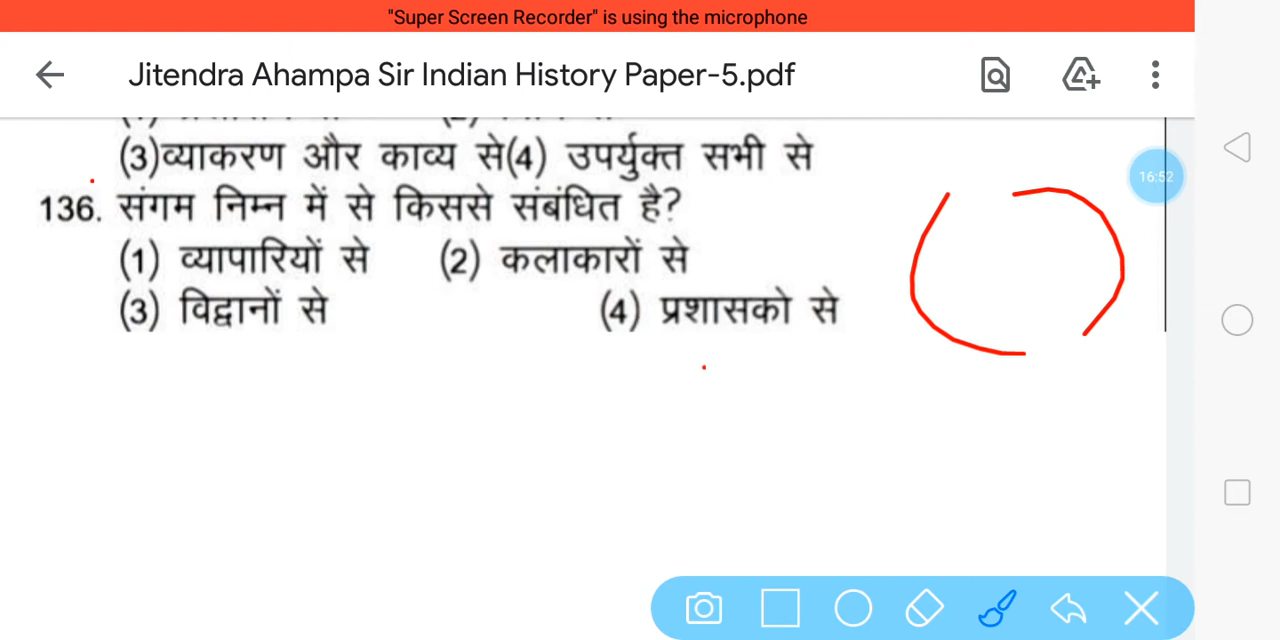 "Super Screen Recorder" is using the microphone
Jitendra Ahampa Sir Indian History Paper-5.pdf
(3)व्याकरण और काव्य से(4) उपर्युक्त सभी से
16:52
136. संगम निम्न में से किससे संबंधित है?
(1) व्यापारियों से (2) कलाकारों से
(3) विद्वानों से (4) प्रशासको से